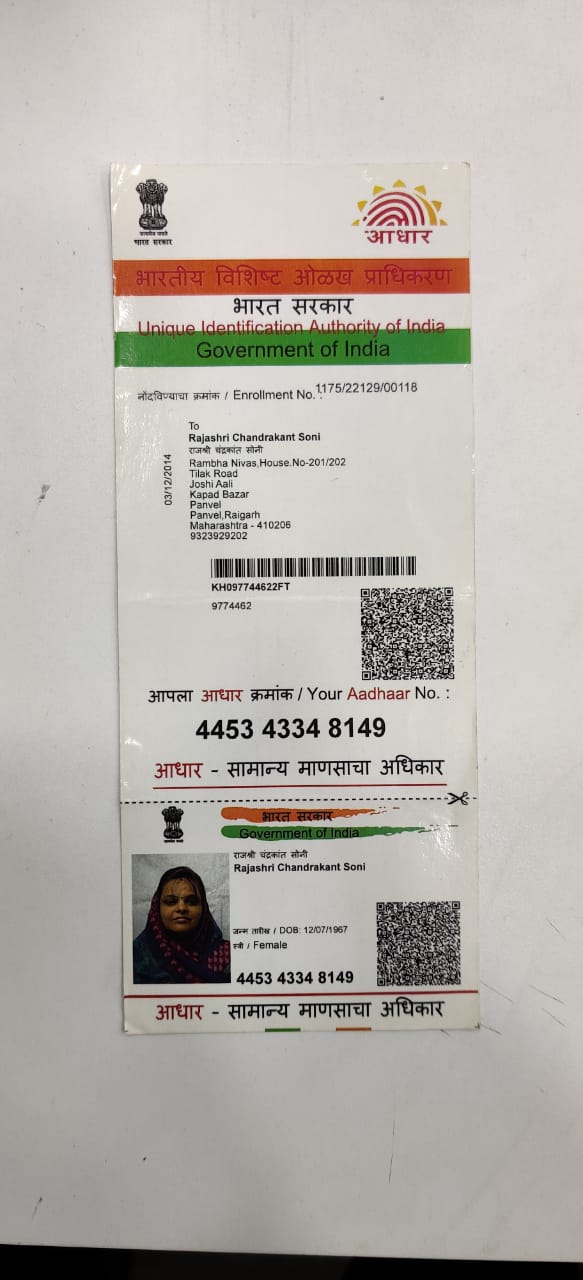 भारत सरकार
आधार
भारतीय विशिष्ट ओळख प्राधिकरण
भारत सरकार
Unique Identification Authority of India
Government of India
नोंदविण्याचा क्रमांक / Enrollment No. : 1175/22129/00118
To
Rajashri Chandrakant Soni
राजश्री चंद्रकांत सोनी
Rambha Nivas,House.No-201/202
Tilak Road
Joshi Aali
Kapad Bazar
Panvel
Panvel,Raigarh
Maharashtra - 410206
9323929202
03/12/2014
KH097744622FT
9774462
आपला आधार क्रमांक / Your Aadhaar No. :
4453 4334 8149
आधार - सामान्य माणसाचा अधिकार
भारत सरकार
Government of India
राजश्री चंद्रकांत सोनी
Rajashri Chandrakant Soni
जन्म तारीख / DOB: 12/07/1967
स्त्री / Female
4453 4334 8149
आधार - सामान्य माणसाचा अधिकार